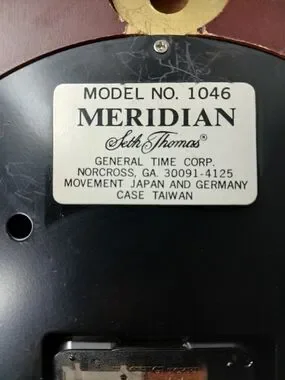 MODEL NO. 1046
MERIDIAN
Seth Thomas®
GENERAL TIME CORP.
NORCROSS, GA. 30091-4125
MOVEMENT JAPAN AND GERMANY
CASE TAIWAN